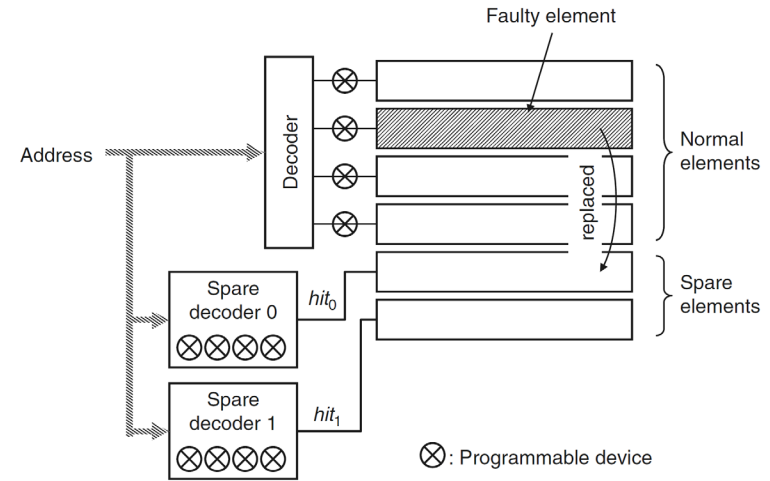 Faulty element
Address
Decoder
Normal
elements
replaced
Spare
decoder 0
hit0
Spare
elements
Spare
decoder 1
hit1
: Programmable device